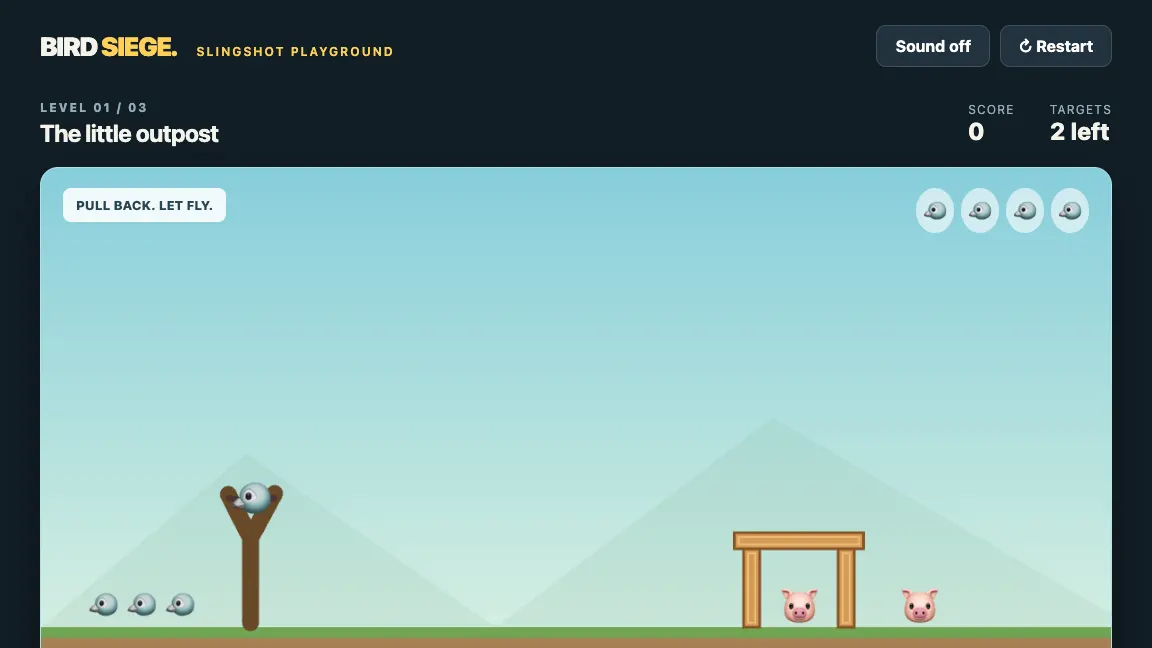 BIRD SIEGE. SLINGSHOT PLAYGROUND
Sound off
↻ Restart
LEVEL 01 / 03
The little outpost
SCORE
0
TARGETS
2 left
PULL BACK. LET FLY.